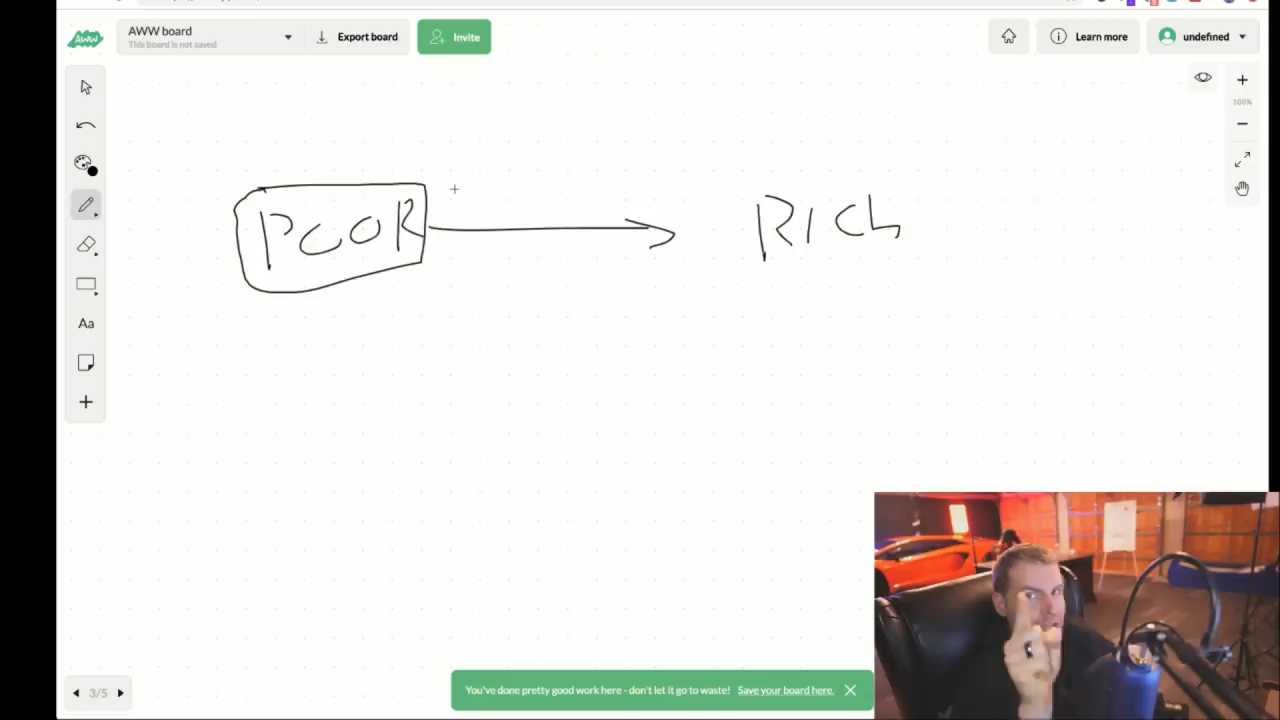 AWW board
This board is not saved
Export board
Invite
Learn more
undefined
100%
POOR
RICh
Aa
3/5
You've done pretty good work here - don't let it go to waste! Save your board here.
AWW